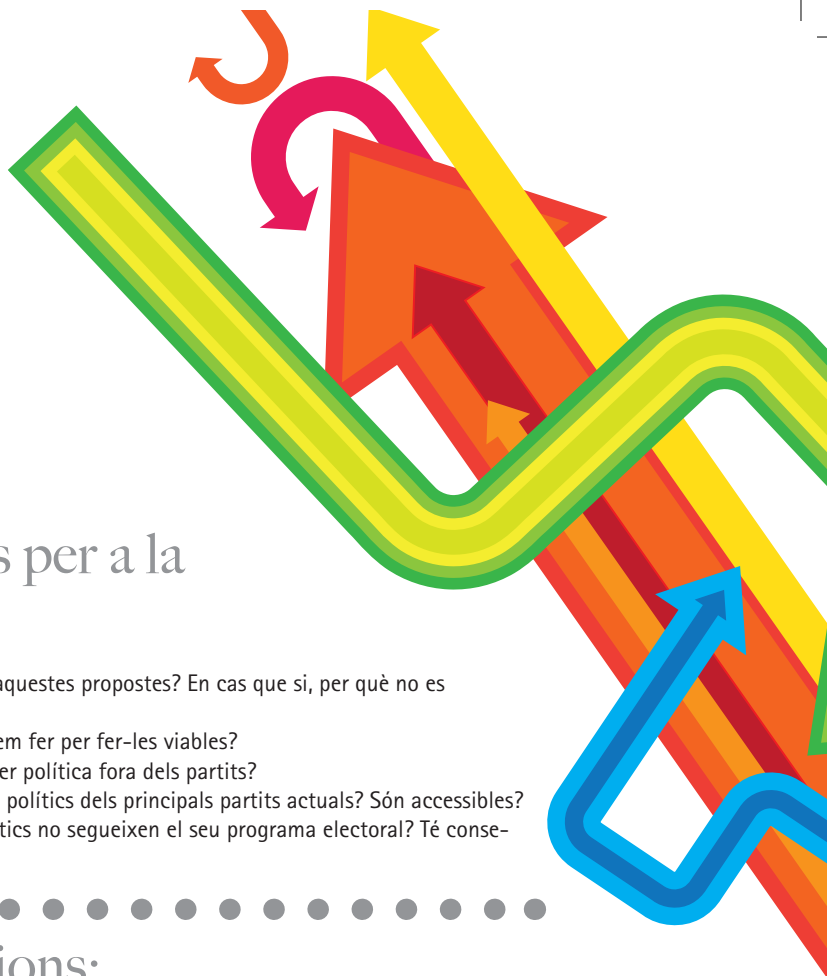 s per a la
aquestes propostes? En cas que si, per què no es
em fer per fer-les viables?
er política fora dels partits?
polítics dels principals partits actuals? Són accessibles?
tics no segueixen el seu programa electoral? Té conse-
ions: